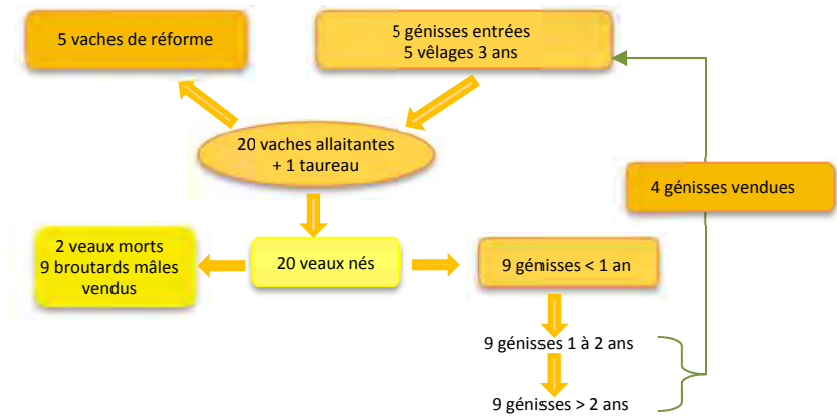 5 vaches de réforme
5 génisses entrées
5 vêlages 3 ans
20 vaches allaitantes
+ 1 taureau
4 génisses vendues
2 veaux morts
9 broutards mâles
vendus
20 veaux nés
9 génisses < 1 an
9 génisses 1 à 2 ans
9 génisses > 2 ans